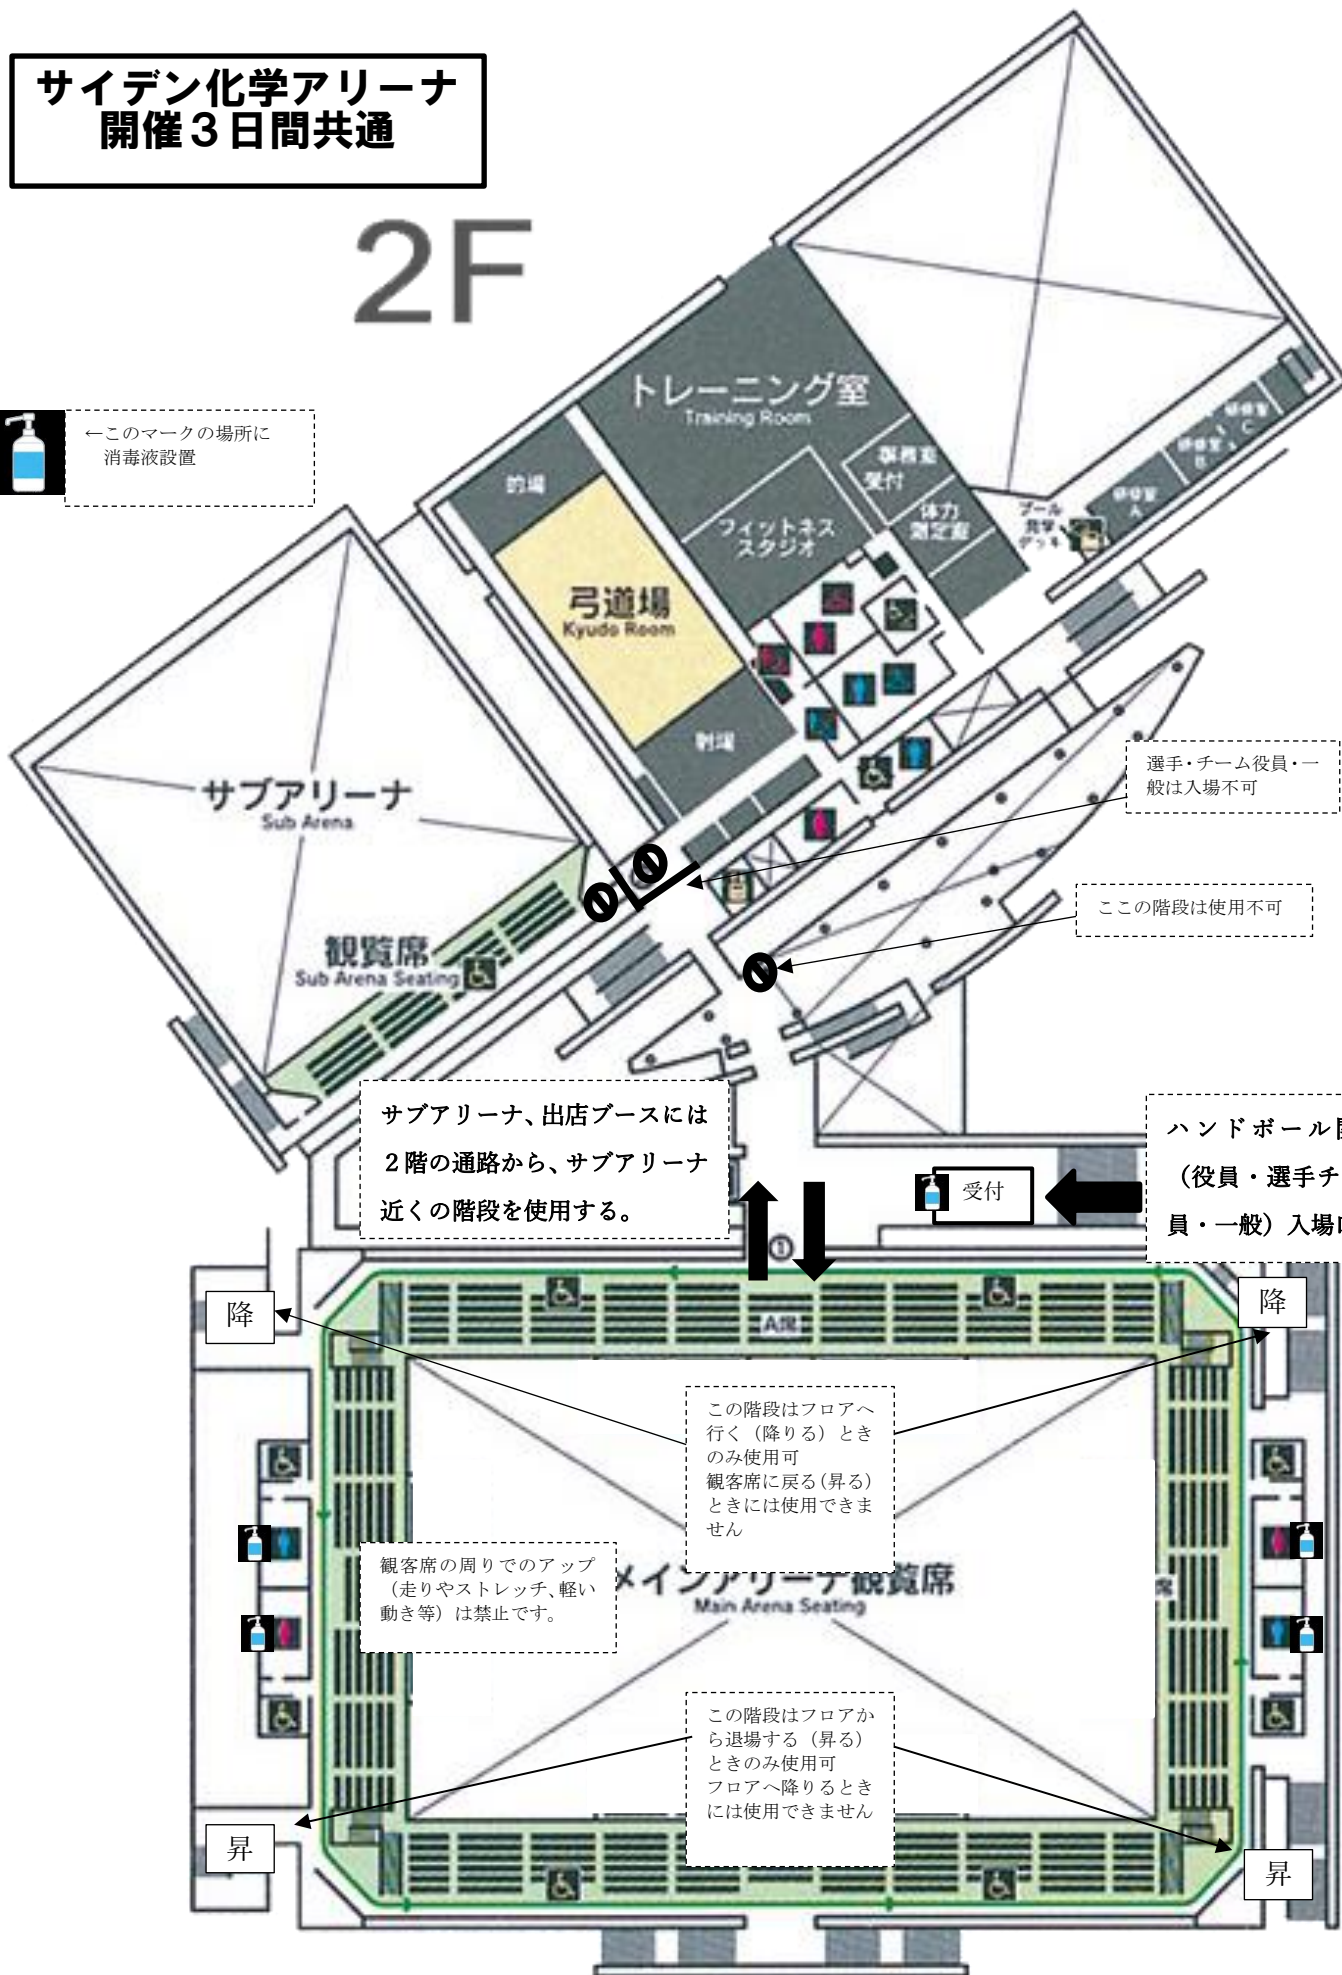 サイデン化学アリーナ
開催３日間共通
2F
←このマークの場所に
消毒液設置
トレーニング室
Training Room
事務室
受付
体力
測定室
フィットネス
スタジオ
研修室
C
研修室
B
研修室
A
プール
見学
デッキ
的場
弓道場
Kyudo Room
射場
サブアリーナ
Sub Arena
観覧席
Sub Arena Seating
選手・チーム役員・一
般は入場不可
ここの階段は使用不可
サブアリーナ、出店ブースには
２階の通路から、サブアリーナ
近くの階段を使用する。
受付
ハンドボール
（役員・選手チ
員・一般）入場
①
降
降
A席
この階段はフロアへ
行く（降りる）とき
のみ使用可
観客席に戻る（昇る）
ときには使用できま
せん
観客席の周りでのアップ
（走りやストレッチ、軽い
動き等）は禁止です。
メインアリーナ観覧席
Main Arena Seating
席
この階段はフロアか
ら退場する（昇る）
ときのみ使用可
フロアへ降りるとき
には使用できません
昇
昇